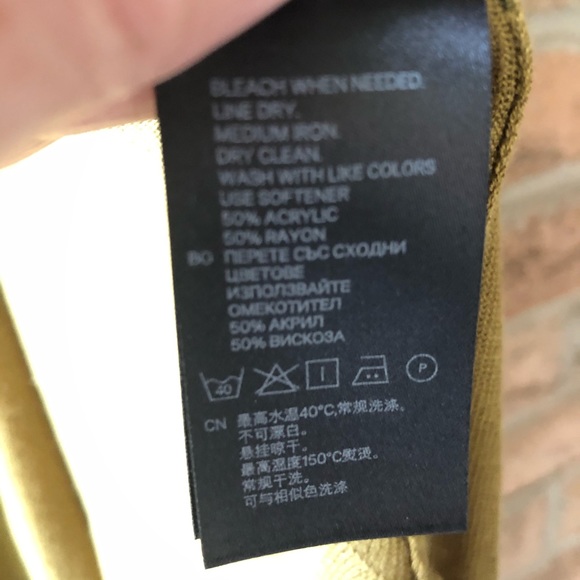 BLEACH WHEN NEEDED.
LINE DRY.
MEDIUM IRON.
DRY CLEAN.
WASH WITH LIKE COLORS
USE SOFTENER
50% ACRYLIC
50% RAYON
BG ПЕРЕТЕ СЪС СХОДНИ
ЦВЕТОВЕ
ИЗПОЛЗВАЙТЕ
ОМЕКОТИТЕЛ
50% АКРИЛ
50% ВИСКОЗА
40 P
CN 最高水温40°C,常规洗涤。
不可漂白。
悬挂晾干。
最高温度150°C熨烫。
常规干洗。
可与相似色洗涤